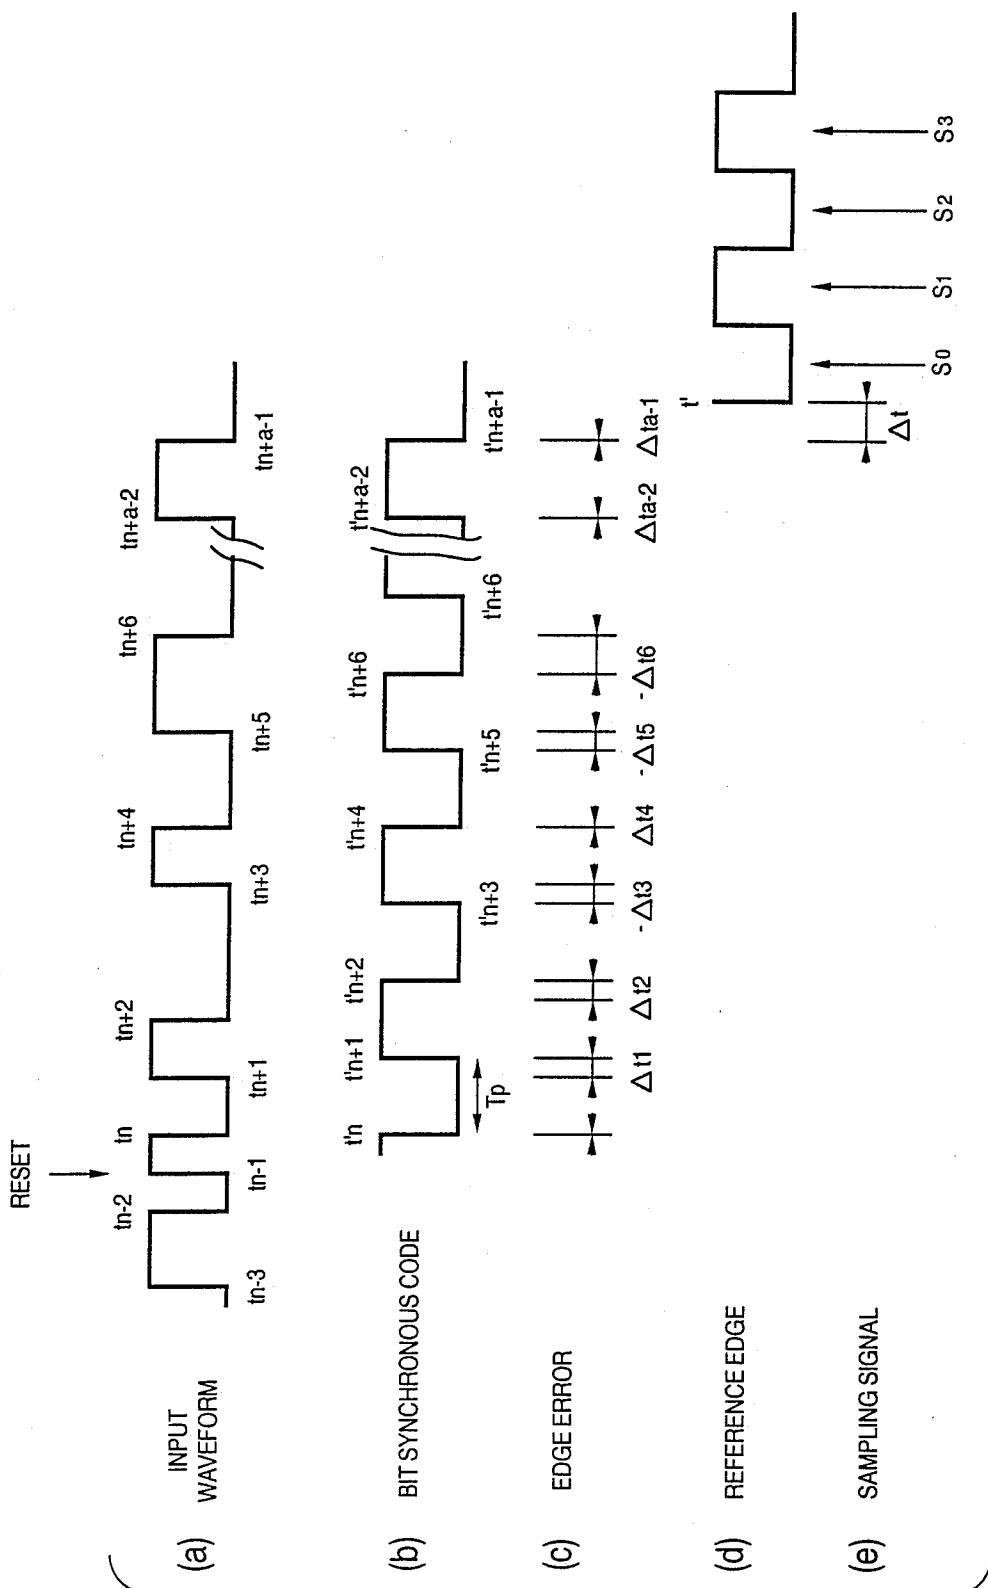 RESET
(a)
INPUT
WAVEFORM
tn-3
tn-2
tn-1
tn
tn+1
tn+2
tn+3
tn+4
tn+5
tn+6
tn+a-2
tn+a-1
(b)
BIT SYNCHRONOUS CODE
t'n
Tp
t'n+1
t'n+2
t'n+3
t'n+4
t'n+5
t'n+6
t'n+6
t'n+a-2
t'n+a-1
(c)
EDGE ERROR
Δt1
Δt2
-Δt3
Δt4
-Δt5
-Δt6
Δta-2
Δta-1
(d)
REFERENCE EDGE
t'
(e)
SAMPLING SIGNAL
Δt
S0
S1
S2
S3